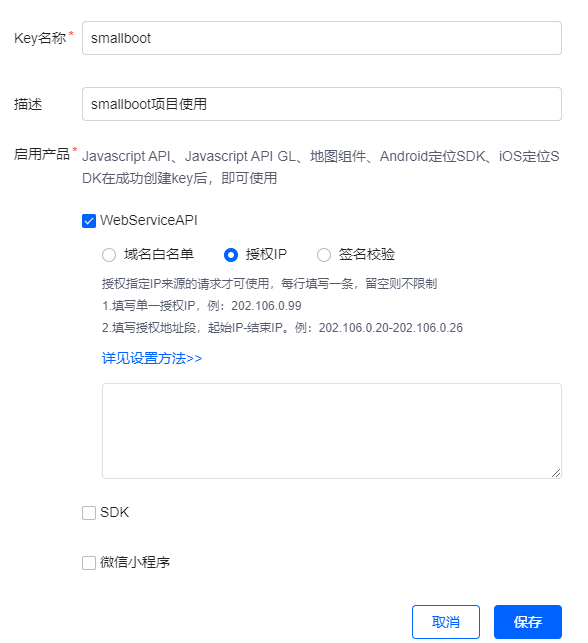 Key名称* smallboot
描述 smallboot项目使用
启用产品* Javascript API、Javascript API GL、地图组件、Android定位SDK、iOS定位S
DK在成功创建key后，即可使用
WebServiceAPI
域名白名单 授权IP 签名校验
授权指定IP来源的请求才可使用，每行填写一条，留空则不限制
1.填写单一授权IP，例：202.106.0.99
2.填写授权地址段，起始IP-结束IP。例：202.106.0.20-202.106.0.26
详见设置方法>>
SDK
微信小程序
取消 保存